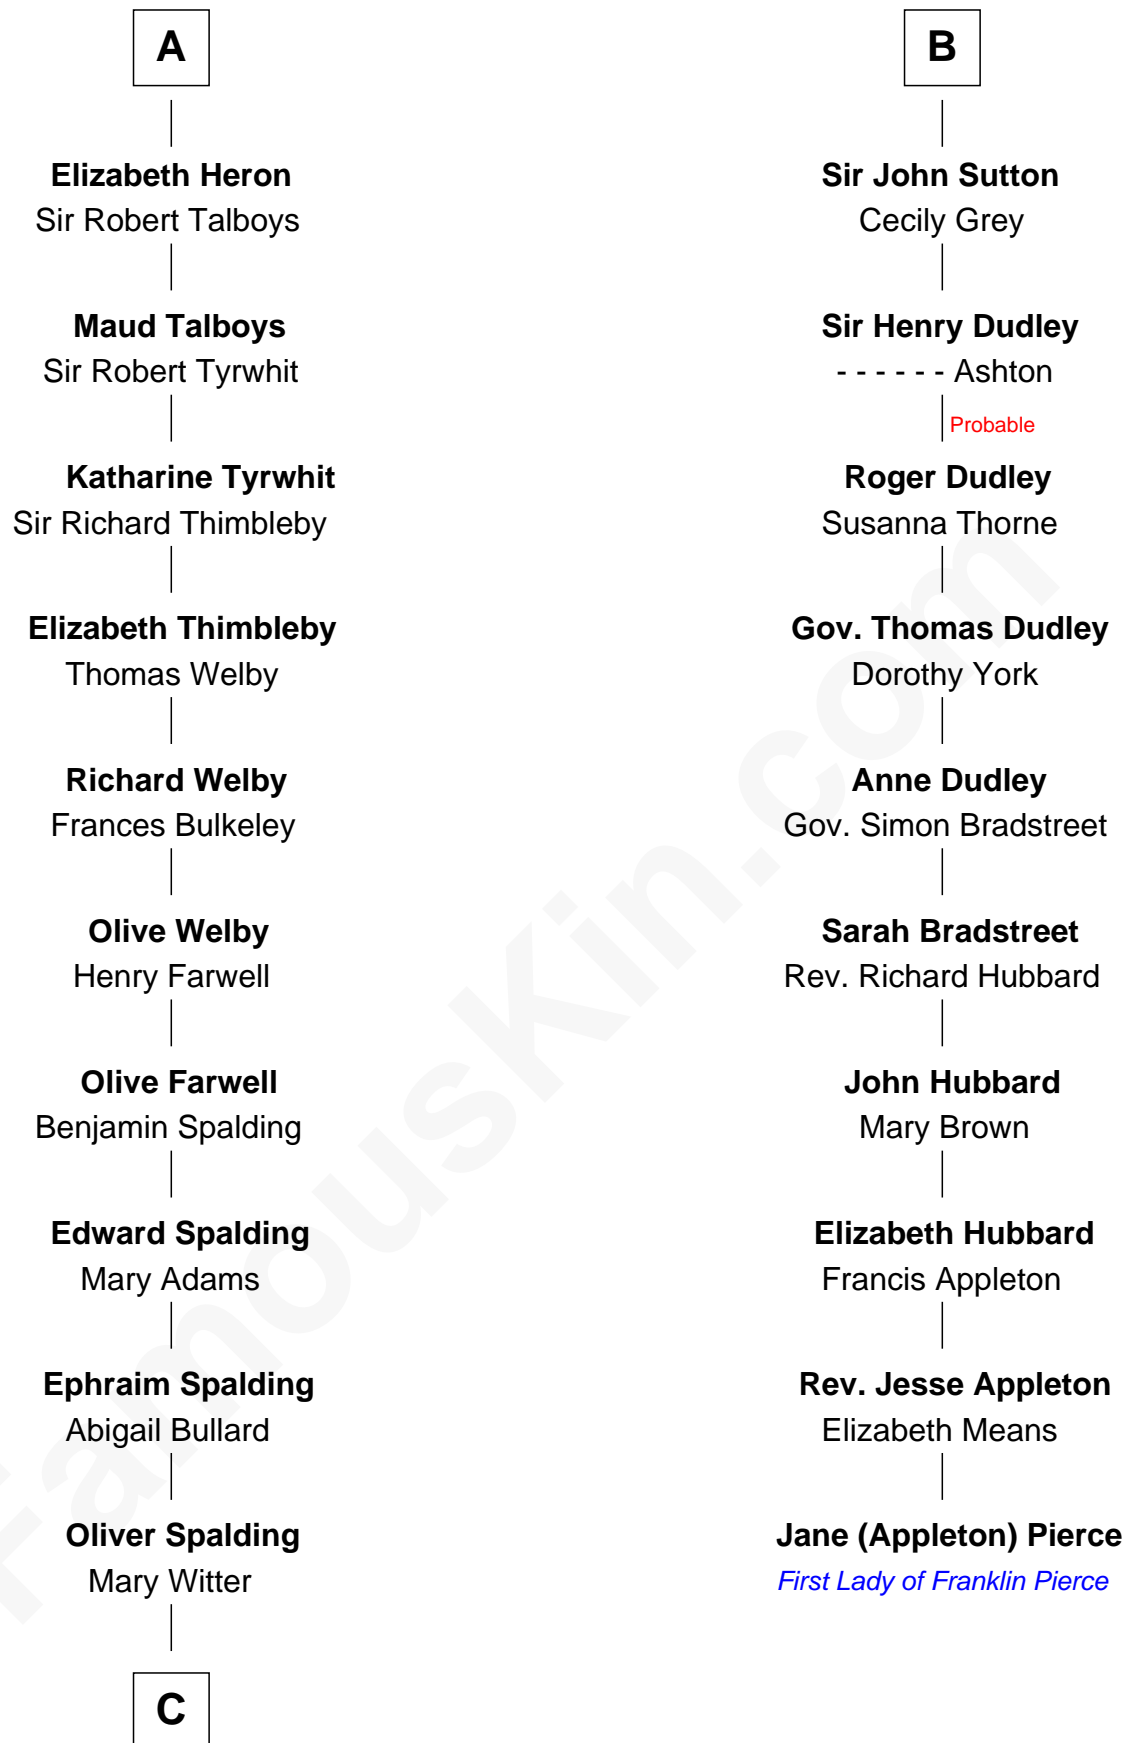 A
Elizabeth Heron
Sir Robert Talboys
Maud Talboys
Sir Robert Tyrwhit
Katharine Tyrwhit
Sir Richard Thimbleby
Elizabeth Thimbleby
Thomas Welby
Richard Welby
Frances Bulkeley
Olive Welby
Henry Farwell
Olive Farwell
Benjamin Spalding
Edward Spalding
Mary Adams
Ephraim Spalding
Abigail Bullard
Oliver Spalding
Mary Witter
C
B
Sir John Sutton
Cecily Grey
Sir Henry Dudley
- - - - - - Ashton
Probable
Roger Dudley
Susanna Thorne
Gov. Thomas Dudley
Dorothy York
Anne Dudley
Gov. Simon Bradstreet
Sarah Bradstreet
Rev. Richard Hubbard
John Hubbard
Mary Brown
Elizabeth Hubbard
Francis Appleton
Rev. Jesse Appleton
Elizabeth Means
Jane (Appleton) Pierce
First Lady of Franklin Pierce
FamousKin.com